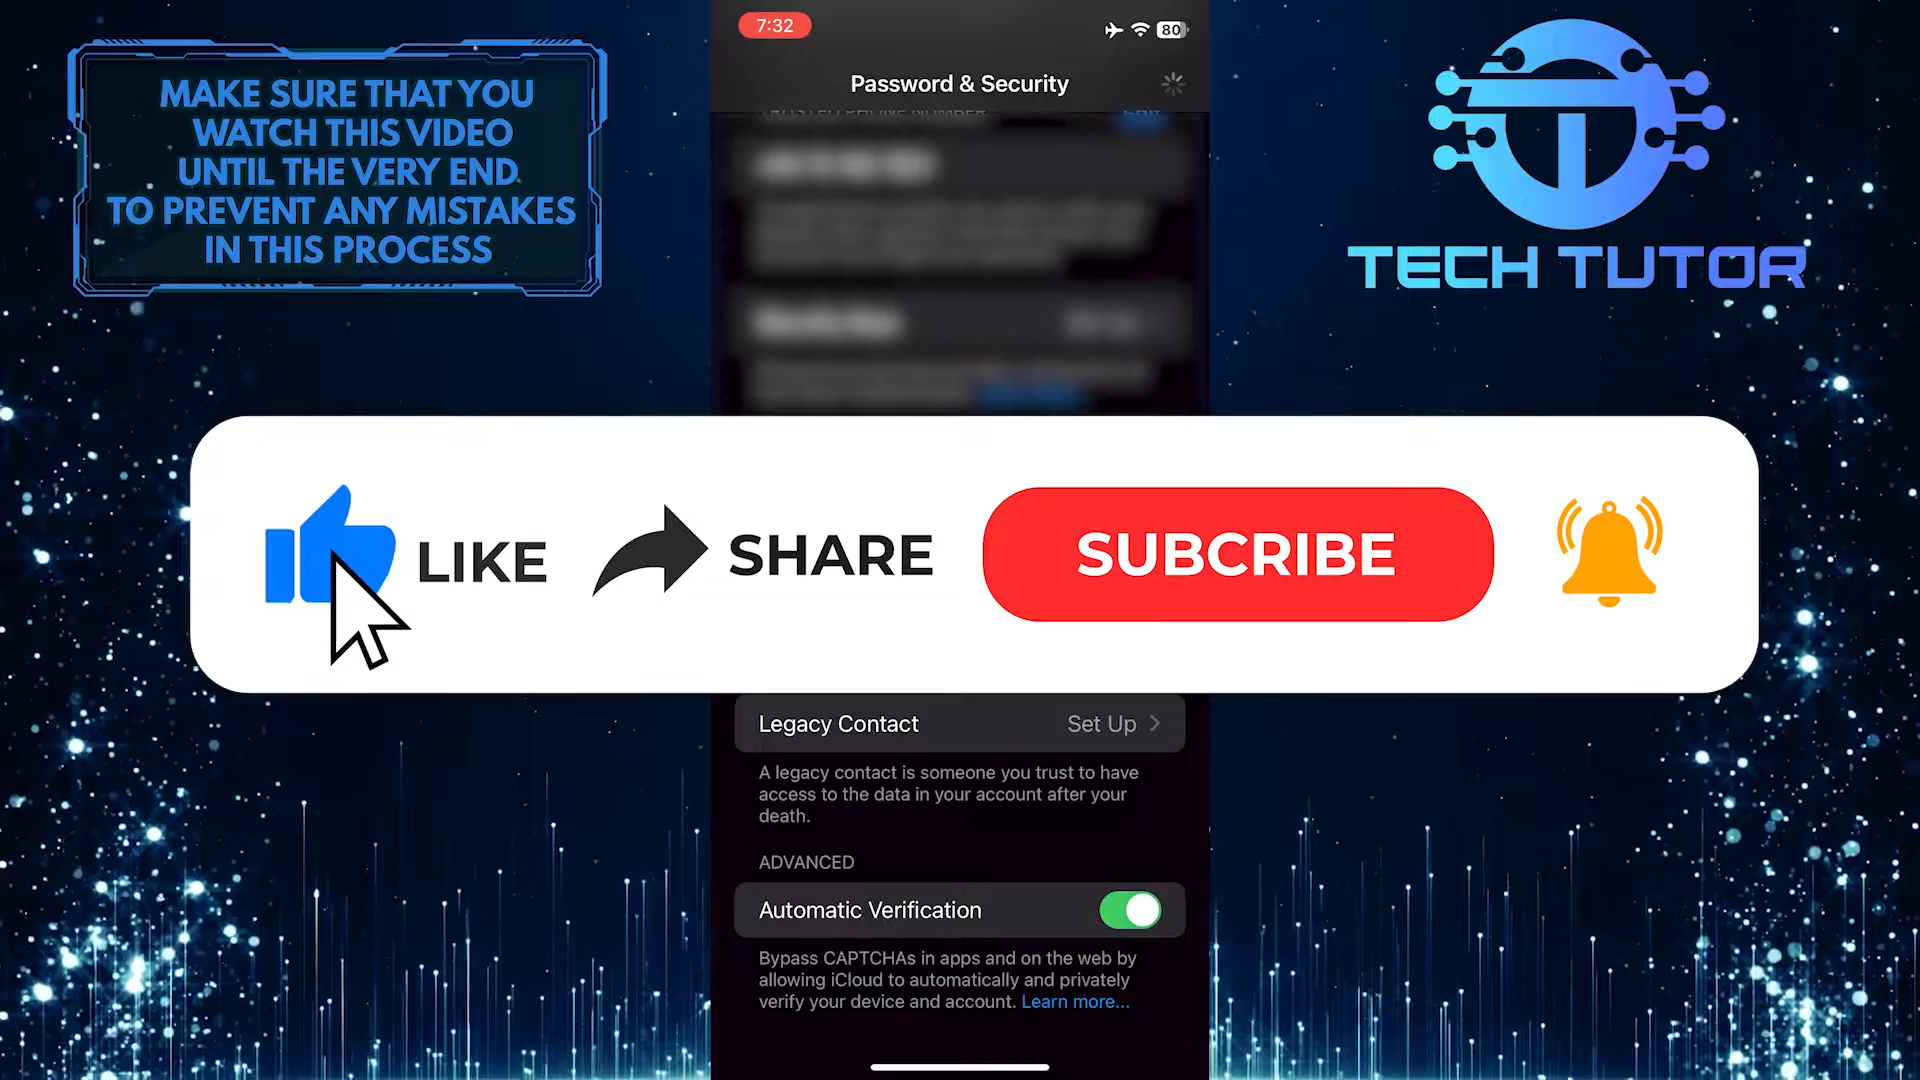 MAKE SURE THAT YOU
WATCH THIS VIDEO
UNTIL THE VERY END
TO PREVENT ANY MISTAKES
IN THIS PROCESS
7:32
80
Password & Security
TECH TUTOR
LIKE
SHARE
SUBCRIBE
Legacy Contact
Set Up
A legacy contact is someone you trust to have
access to the data in your account after your
death.
ADVANCED
Automatic Verification
Bypass CAPTCHAs in apps and on the web by
allowing iCloud to automatically and privately
verify your device and account. Learn more...